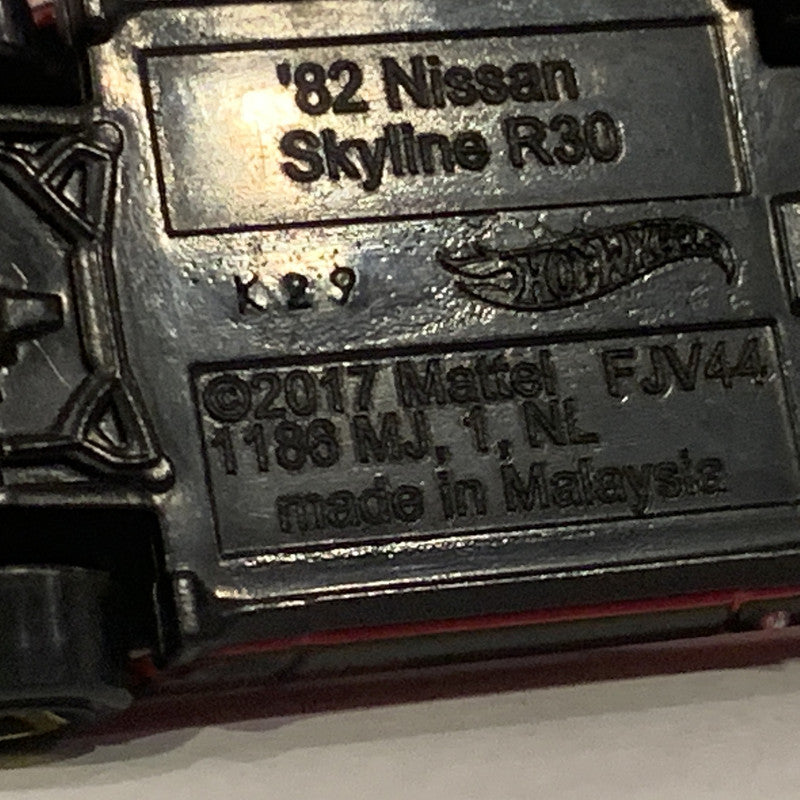 '82 Nissan
Skyline R30
K29
HOT WHEELS
©2017 Mattel FJV44
1186 MJ, 1, NL
made in Malaysia